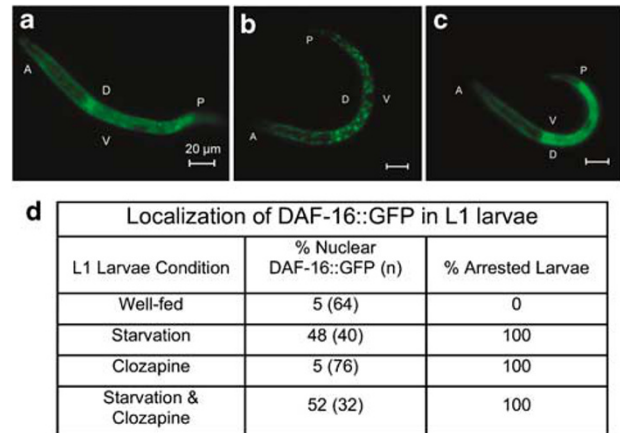 a
A
D
V
P
20 µm
b
P
D
V
A
c
A
P
V
D
d
Localization of DAF-16::GFP in L1 larvae
L1 Larvae Condition
% Nuclear
DAF-16::GFP (n)
% Arrested Larvae
Well-fed
5 (64)
0
Starvation
48 (40)
100
Clozapine
5 (76)
100
Starvation &
Clozapine
52 (32)
100